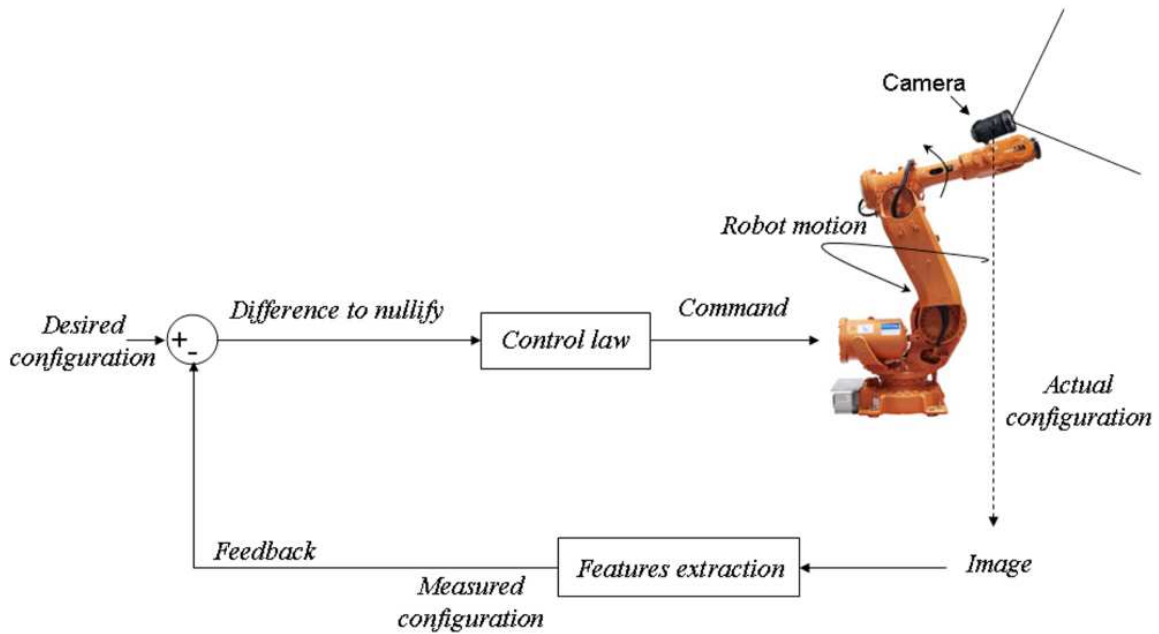 Camera
Robot motion
Desired
configuration
+
-
Difference to nullify
Control law
Command
Actual
configuration
Feedback
Measured
configuration
Features extraction
Image